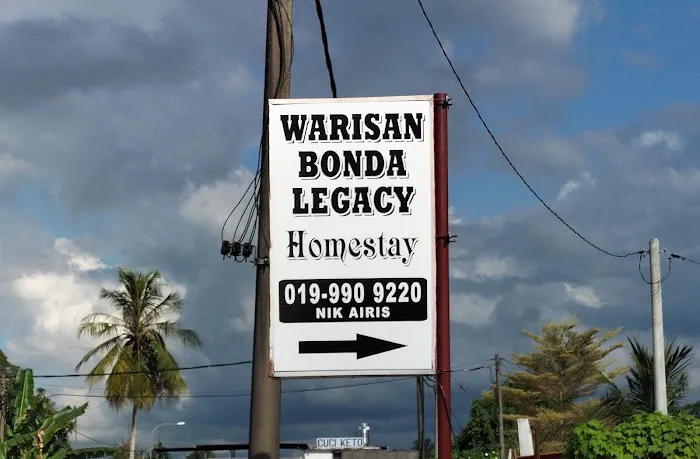 WARISAN
BONDA
LEGACY
Homestay
019-990 9220
NIK AIRIS
CUCI KETO